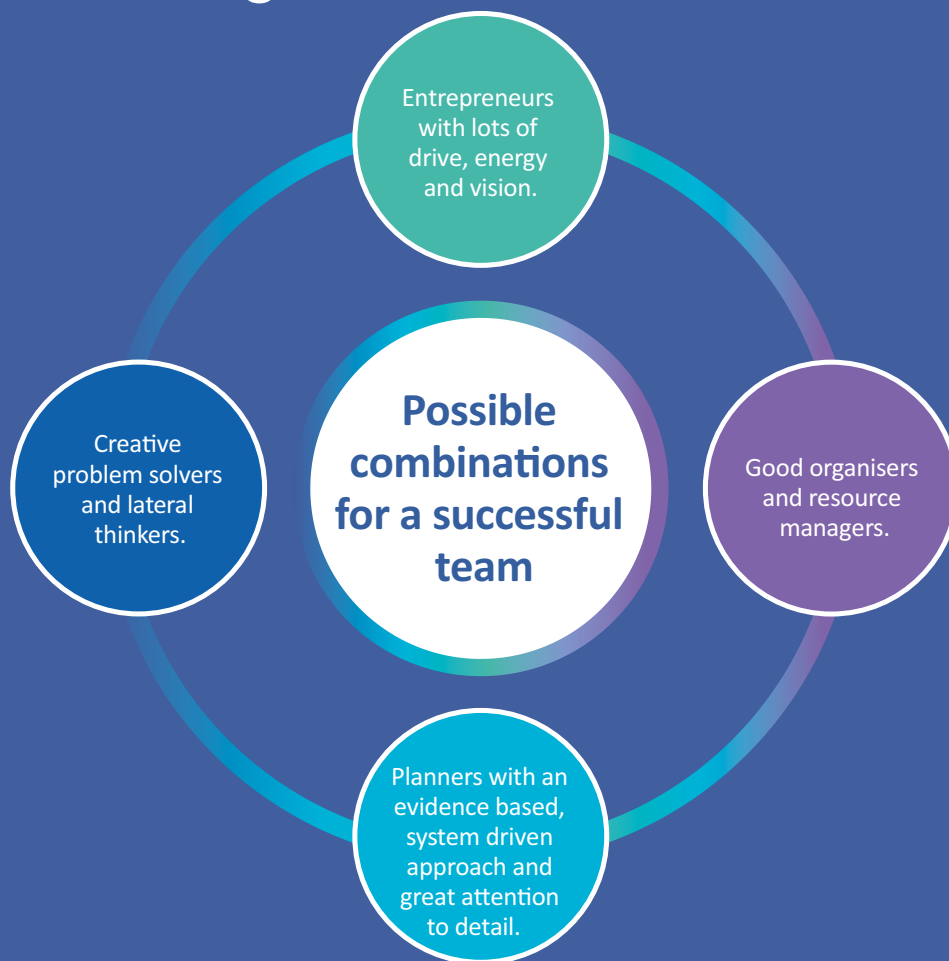 Entrepreneurs
with lots of
drive, energy
and vision.
Creative
problem solvers
and lateral
thinkers.
Possible
combinations
for a successful
team
Good organisers
and resource
managers.
Planners with an
evidence based,
system driven
approach and
great attention
to detail.